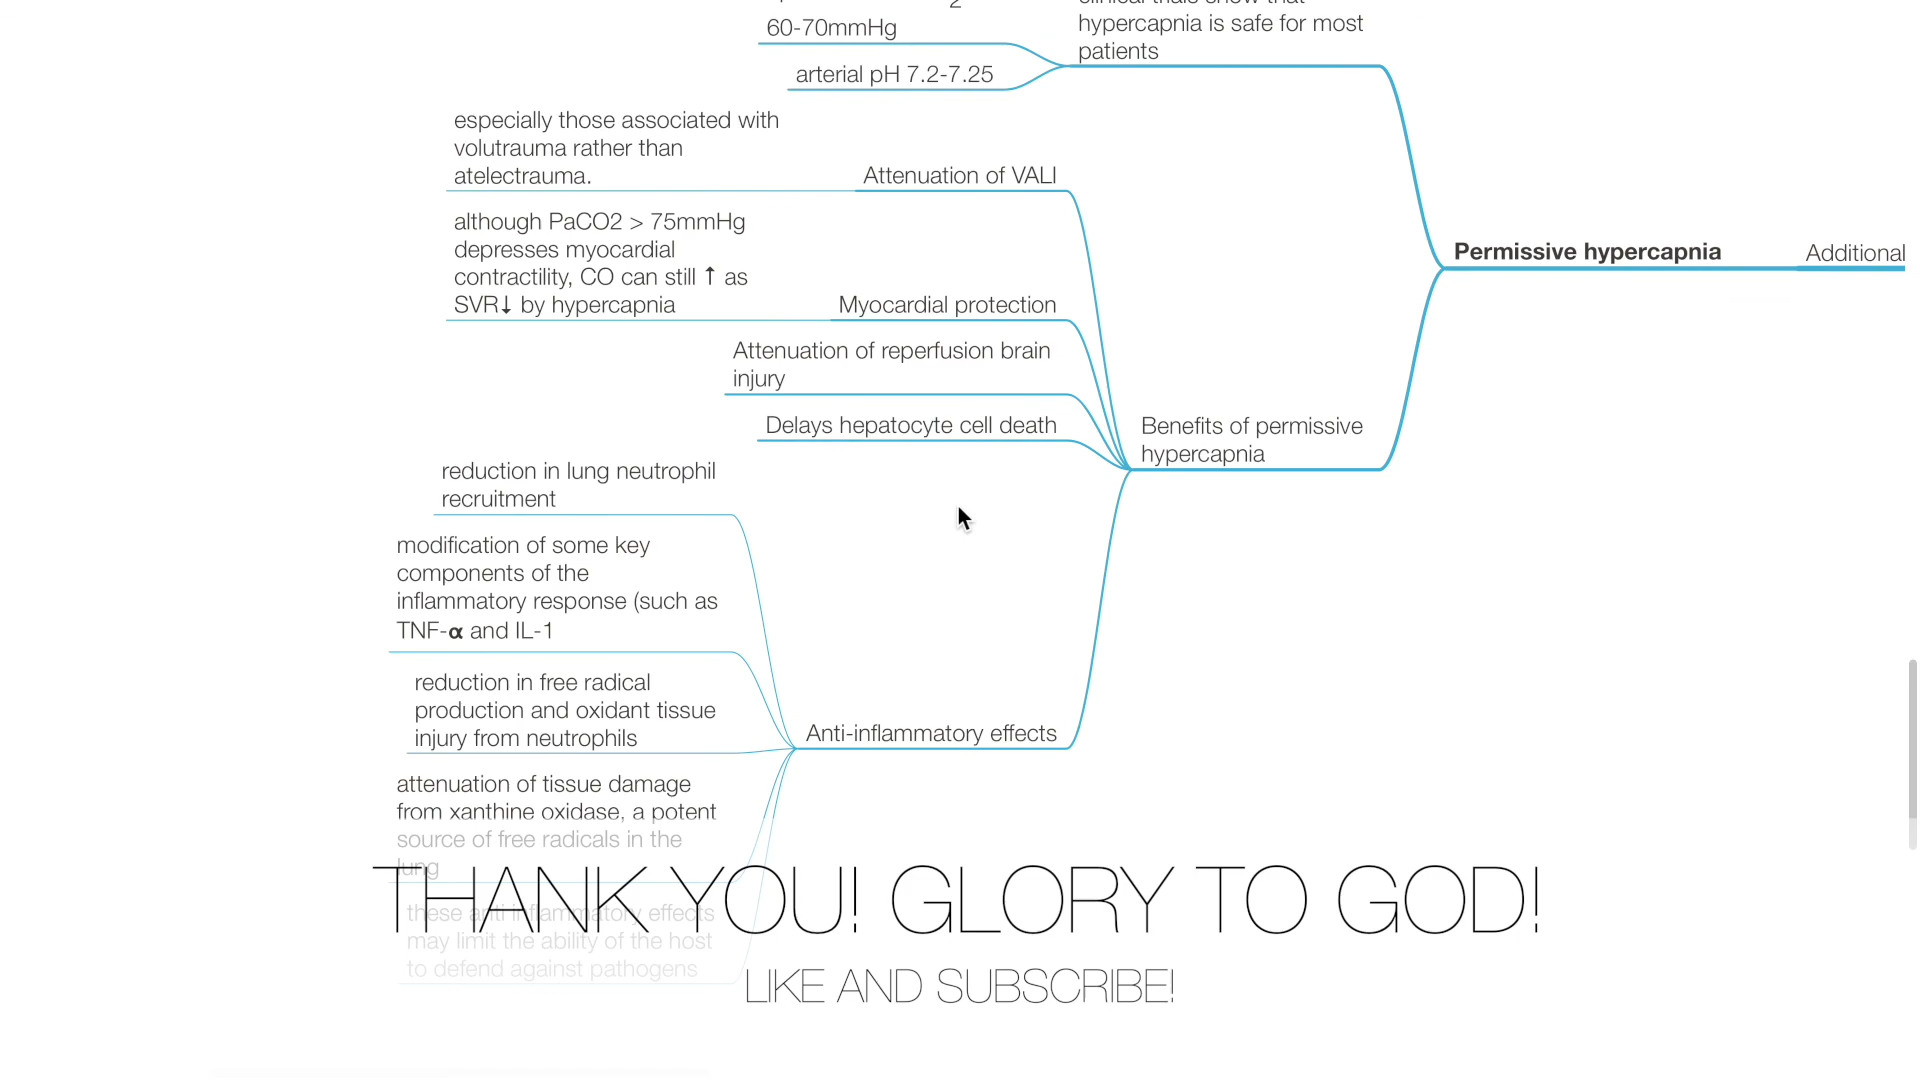 2
60-70mmHg
arterial pH 7.2-7.25
hypercapnia is safe for most
patients
especially those associated with
volutrauma rather than
atelectrauma.
Attenuation of VALI
although PaCO2 > 75mmHg
depresses myocardial
contractility, CO can still ↑ as
SVR↓ by hypercapnia
Myocardial protection
Attenuation of reperfusion brain
injury
Delays hepatocyte cell death
Permissive hypercapnia
Additional
Benefits of permissive
hypercapnia
reduction in lung neutrophil
recruitment
modification of some key
components of the
inflammatory response (such as
TNF-α and IL-1
reduction in free radical
production and oxidant tissue
injury from neutrophils
Anti-inflammatory effects
attenuation of tissue damage
from xanthine oxidase, a potent
source of free radicals in the
lung
these anti inflammatory effects
may limit the ability of the host
to defend against pathogens
THANK YOU! GLORY TO GOD!
LIKE AND SUBSCRIBE!